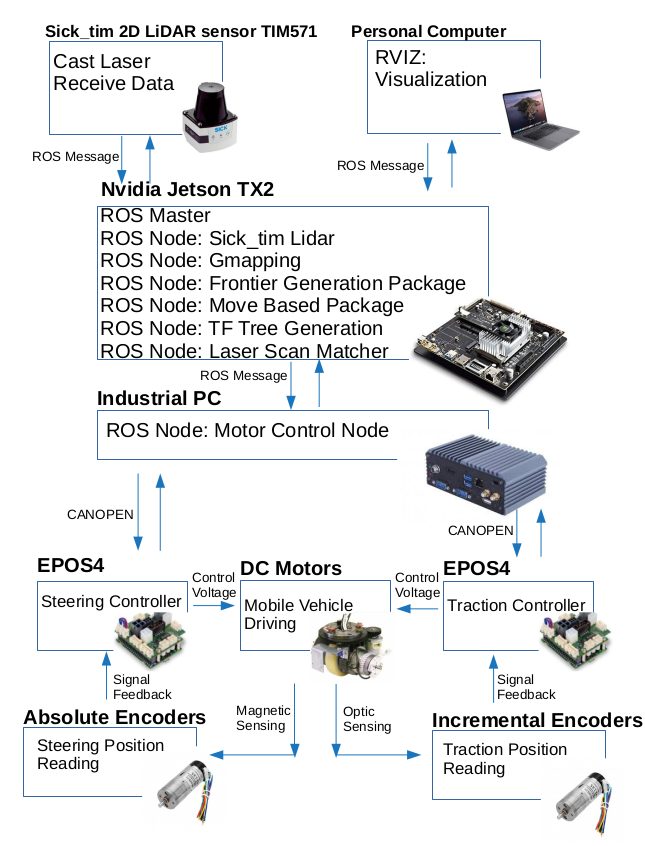 Sick_tim 2D LiDAR sensor TIM571
Personal Computer
Cast Laser
Receive Data
SICK
RVIZ:
Visualization
ROS Message
ROS Message
Nvidia Jetson TX2
ROS Master
ROS Node: Sick_tim Lidar
ROS Node: Gmapping
ROS Node: Frontier Generation Package
ROS Node: Move Based Package
ROS Node: TF Tree Generation
ROS Node: Laser Scan Matcher
ROS Message
Industrial PC
ROS Node: Motor Control Node
CANOPEN
CANOPEN
EPOS4
Steering Controller
Control
Voltage
DC Motors
Mobile Vehicle
Driving
Control
Voltage
EPOS4
Traction Controller
Signal
Feedback
Magnetic
Sensing
Optic
Sensing
Signal
Feedback
Absolute Encoders
Steering Position
Reading
Incremental Encoders
Traction Position
Reading